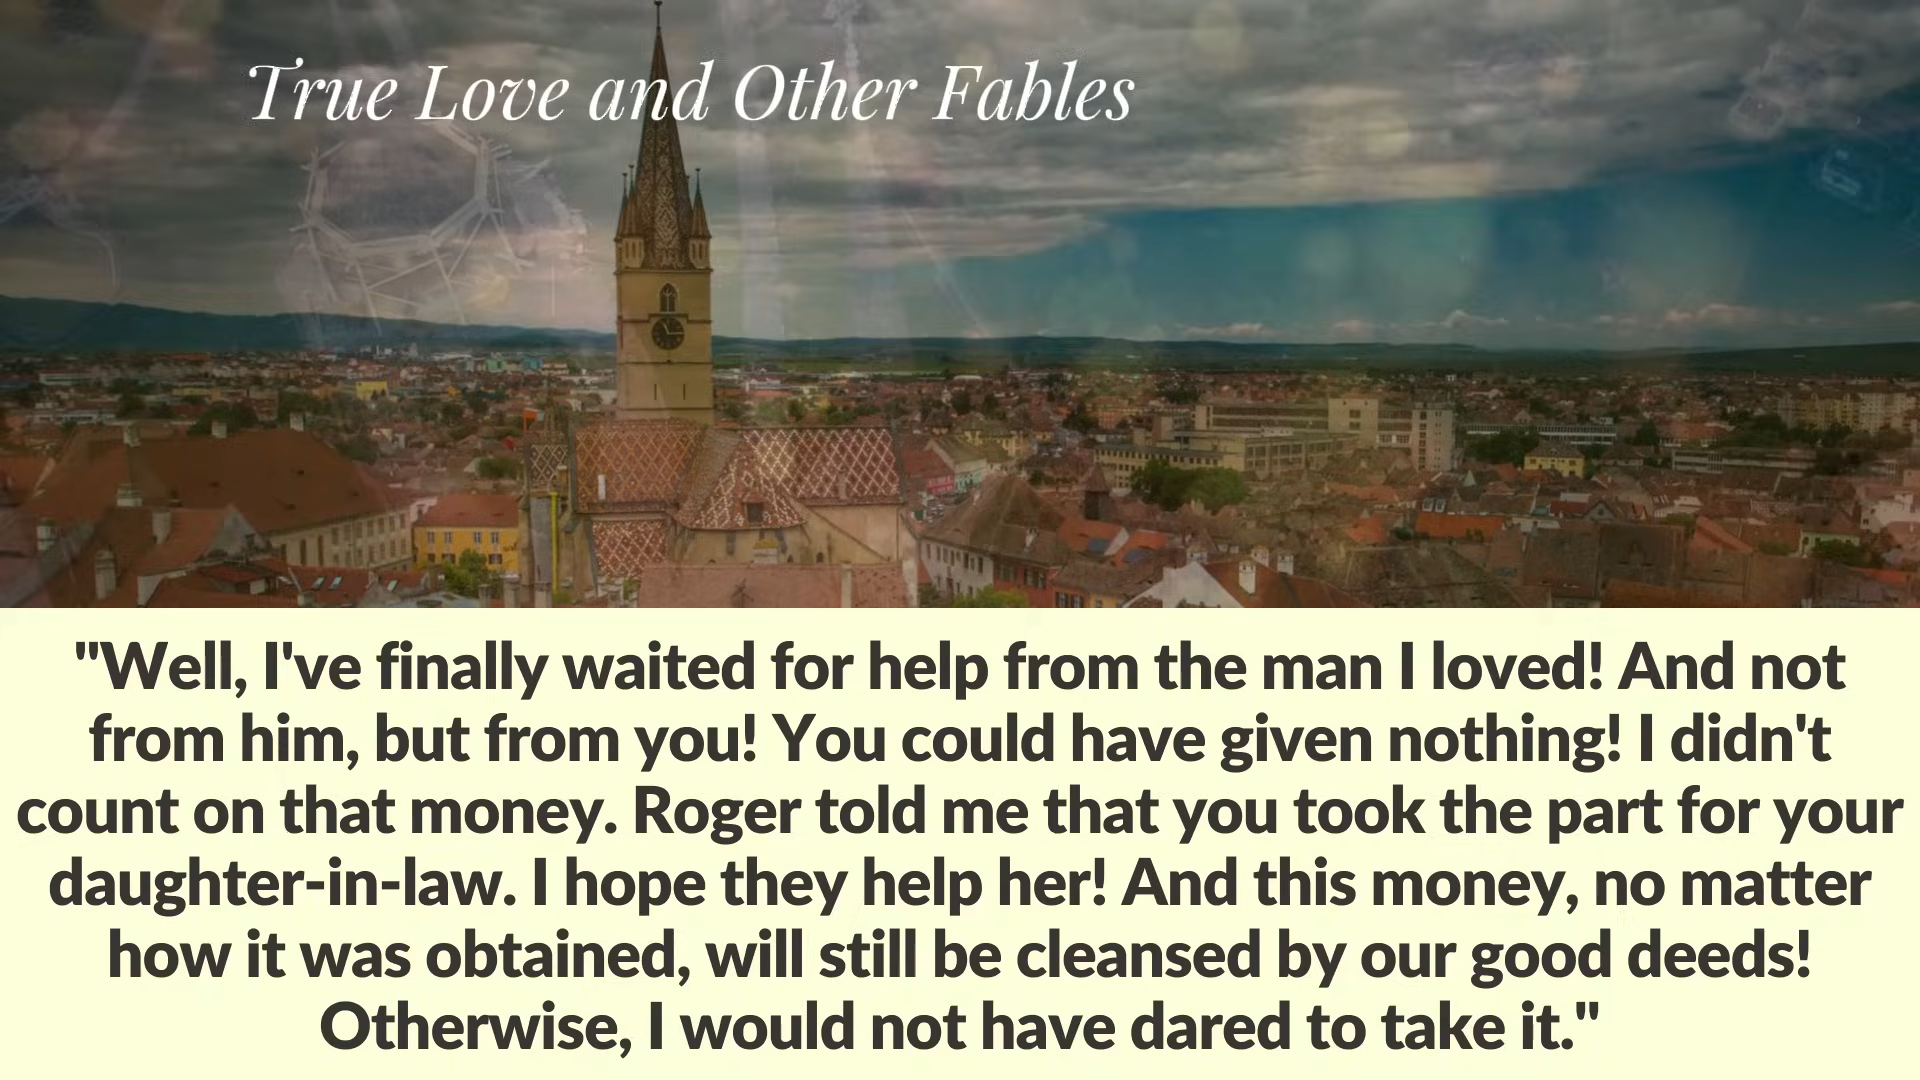 True Love and Other Fables
"Well, I've finally waited for help from the man I loved! And not
from him, but from you! You could have given nothing! I didn't
count on that money. Roger told me that you took the part for your
daughter-in-law. I hope they help her! And this money, no matter
how it was obtained, will still be cleansed by our good deeds!
Otherwise, I would not have dared to take it."